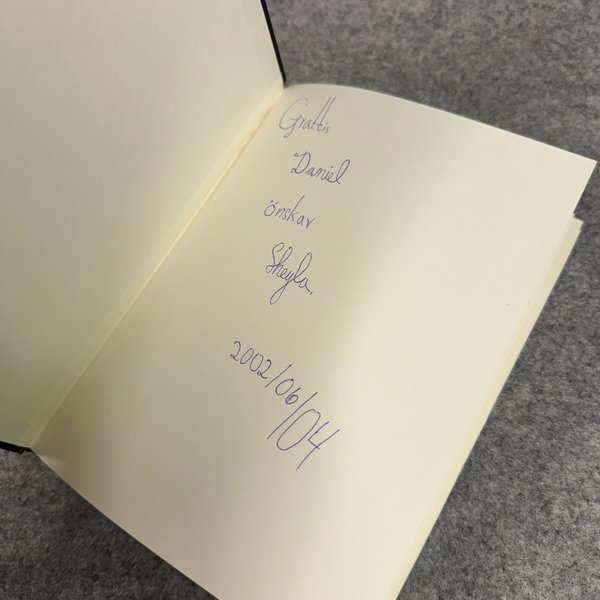 Grattis
Daniel
önskar
Sheyla.
2002/06/04